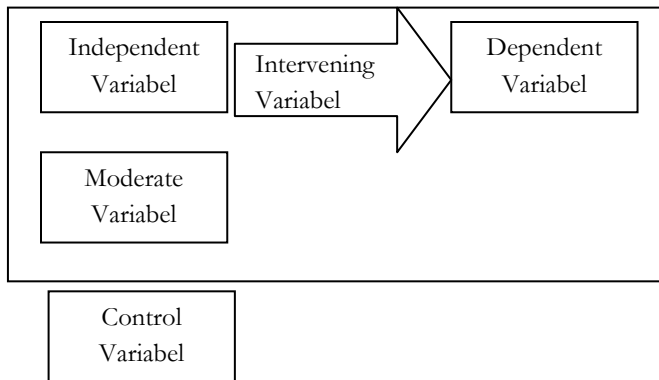 Independent
Variabel
Intervening
Variabel
Dependent
Variabel
Moderate
Variabel
Control
Variabel